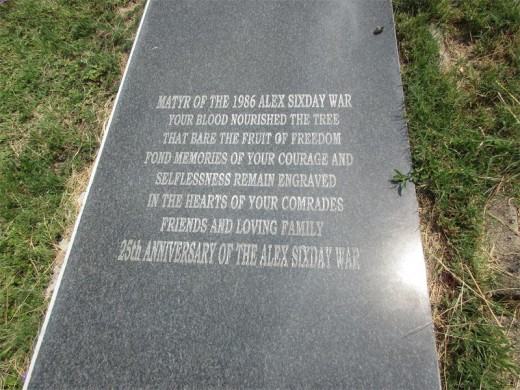 MATYR OF THE 1986 ALEX SIXDAY WAR
YOUR BLOOD NOURISHED THE TREE
THAT BARE THE FRUIT OF FREEDOM
FOND MEMORIES OF YOUR COURAGE AND
SELFLESSNESS REMAIN ENGRAVED
IN THE HEARTS OF YOUR COMRADES
FRIENDS AND LOVING FAMILY
25th ANNIVERSARY OF THE ALEX SIXDAY WAR